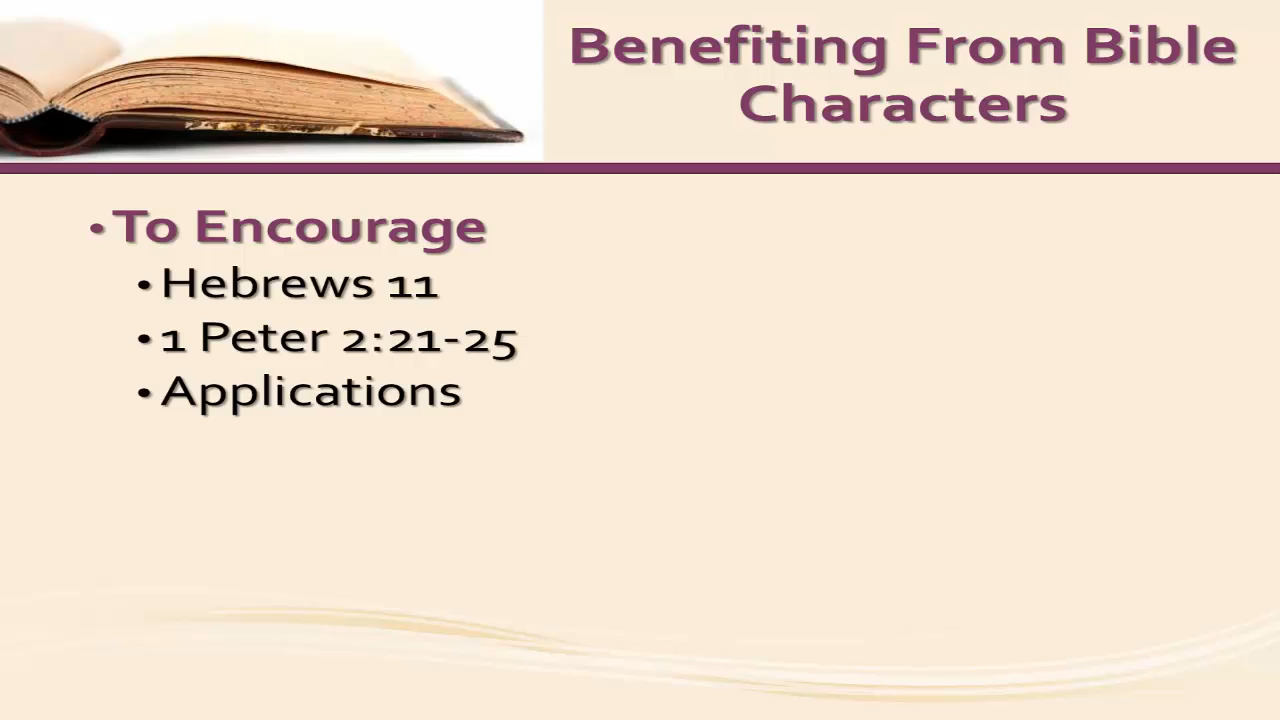 Benefiting From Bible
Characters
• To Encourage
• Hebrews 11
• 1 Peter 2:21-25
• Applications